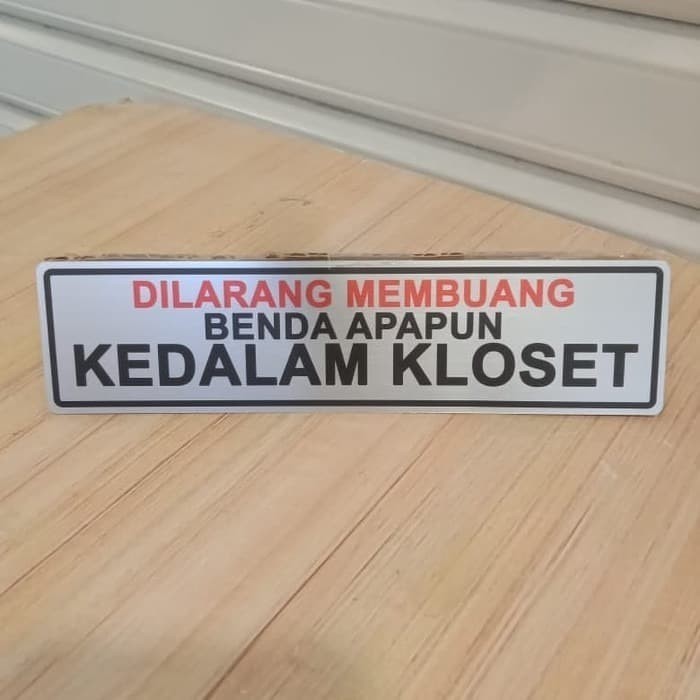 DILARANG MEMBUANG
BENDA APAPUN
KEDALAM KLOSET